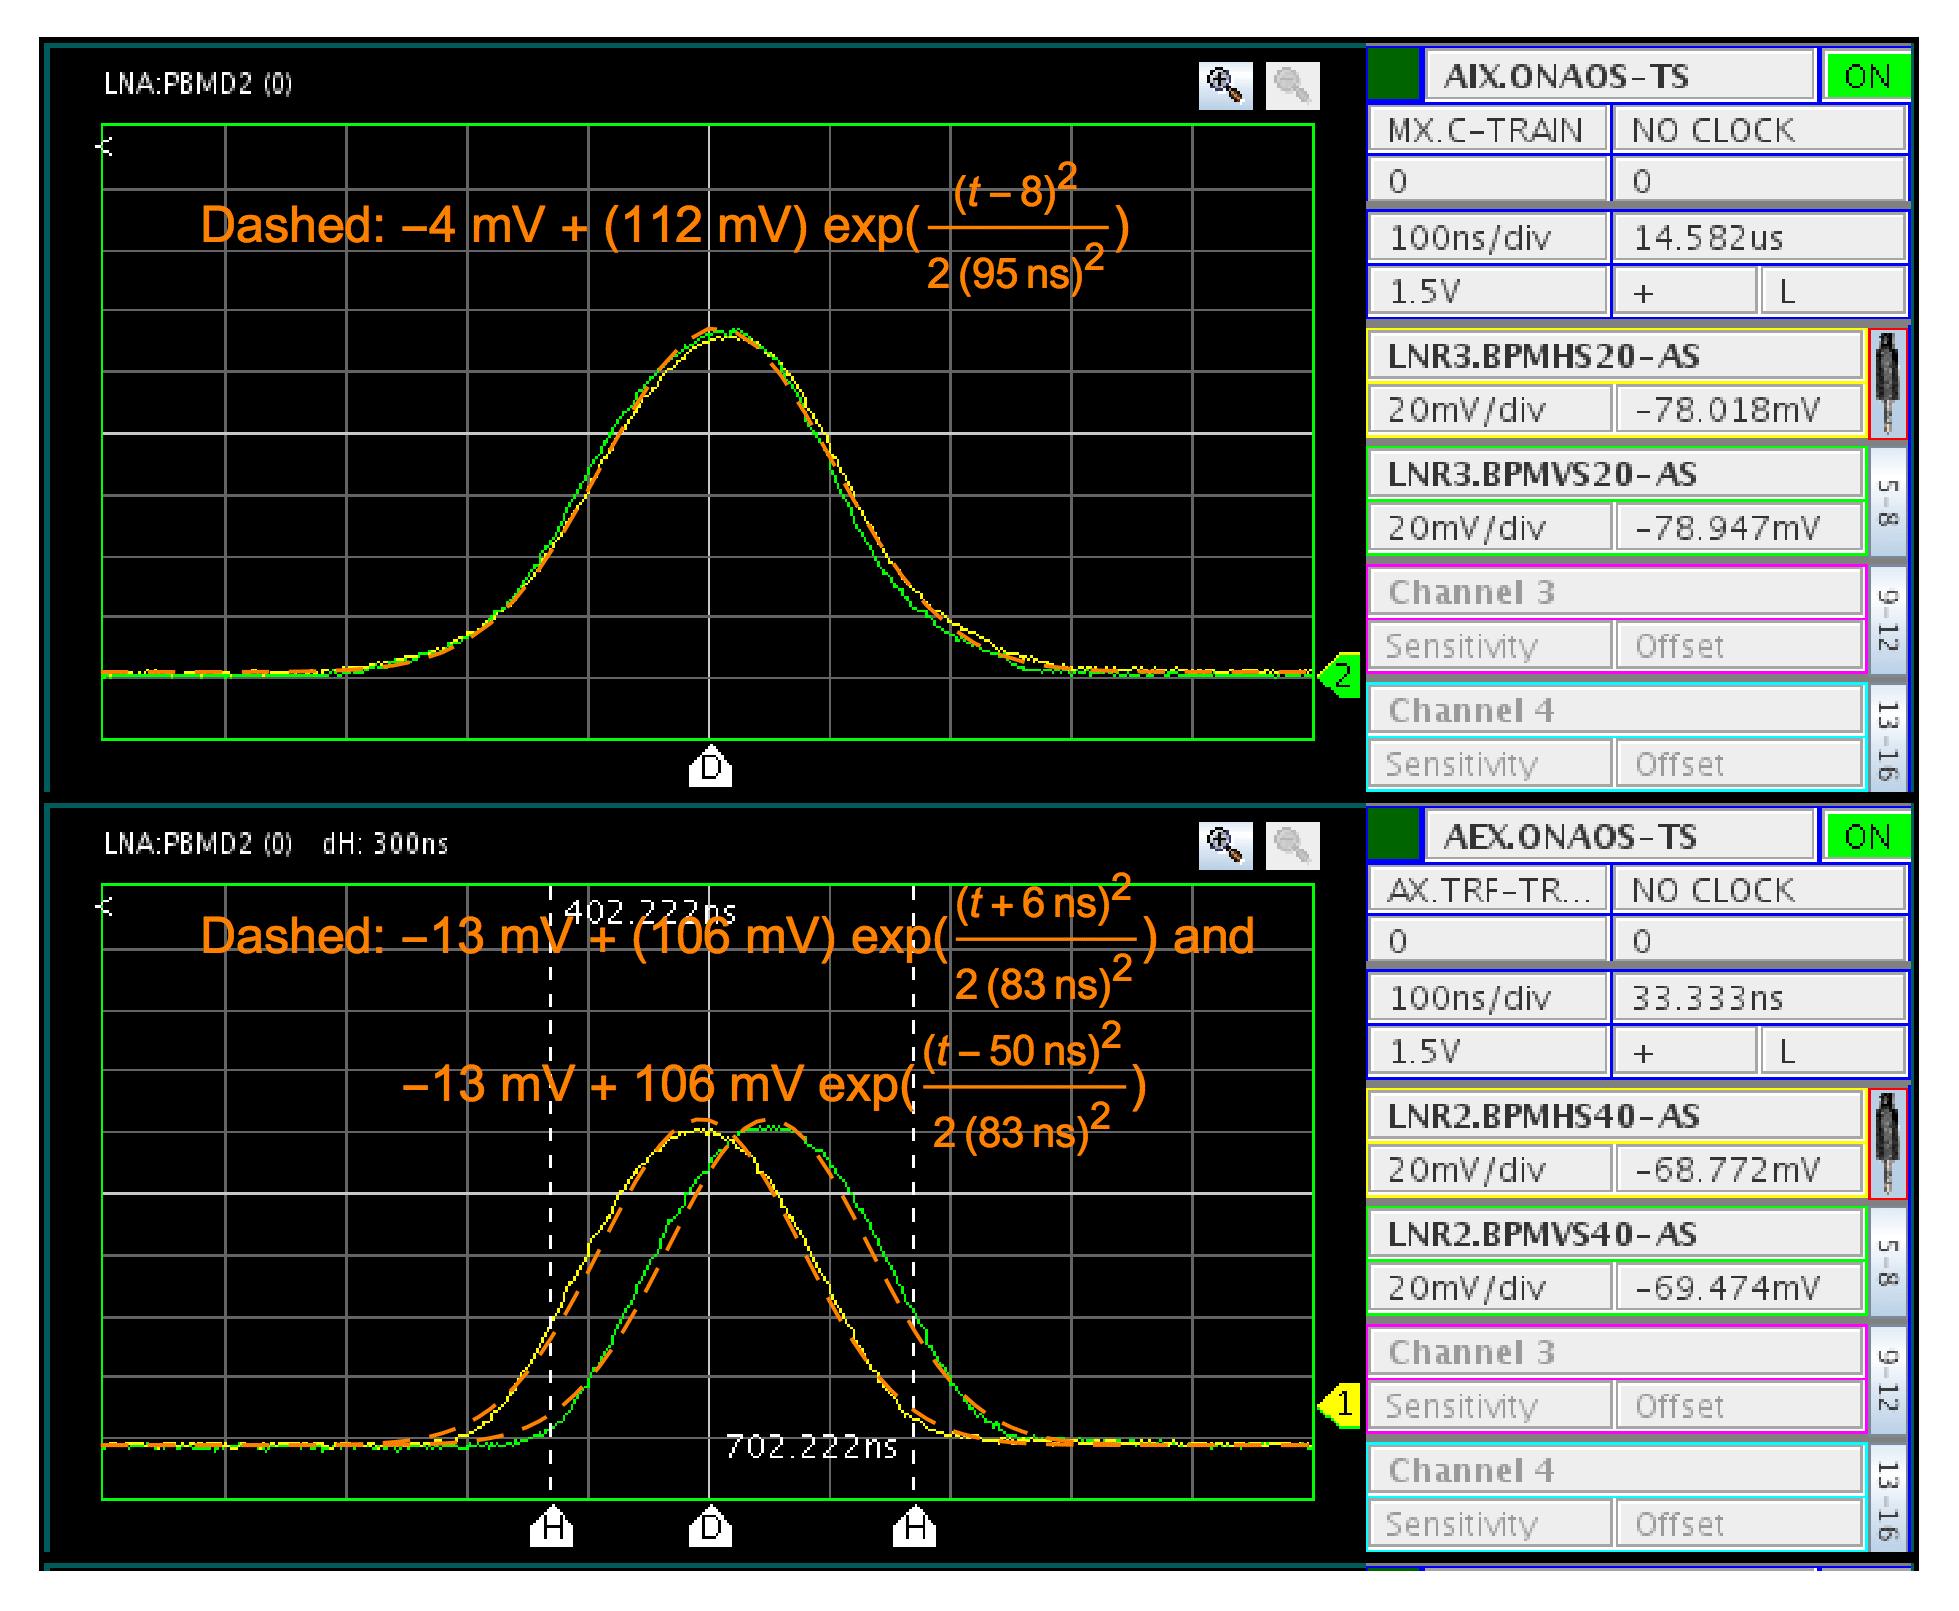 LNA:PBMD2 (0)
Dashed: −4 mV + (112 mV) exp((t − 8)² / 2 (95 ns)²)
D
2
AIX.ONAOS-TS ON
MX.C-TRAIN NO CLOCK
0 0
100ns/div 14.582us
1.5V + L
LNR3.BPMHS20-AS
20mV/div -78.018mV
LNR3.BPMVS20-AS
20mV/div -78.947mV
5-8
Channel 3
Sensitivity Offset
9-12
Channel 4
Sensitivity Offset
13-16
LNA:PBMD2 (0) dH: 300ns
402.222ns
Dashed: −13 mV + (106 mV) exp((t + 6 ns)² / 2 (83 ns)²) and
−13 mV + 106 mV exp((t − 50 ns)² / 2 (83 ns)²)
702.222ns
H D H
1
AEX.ONAOS-TS ON
AX.TRF-TR... NO CLOCK
0 0
100ns/div 33.333ns
1.5V + L
LNR2.BPMHS40-AS
20mV/div -68.772mV
LNR2.BPMVS40-AS
20mV/div -69.474mV
5-8
Channel 3
Sensitivity Offset
9-12
Channel 4
Sensitivity Offset
13-16